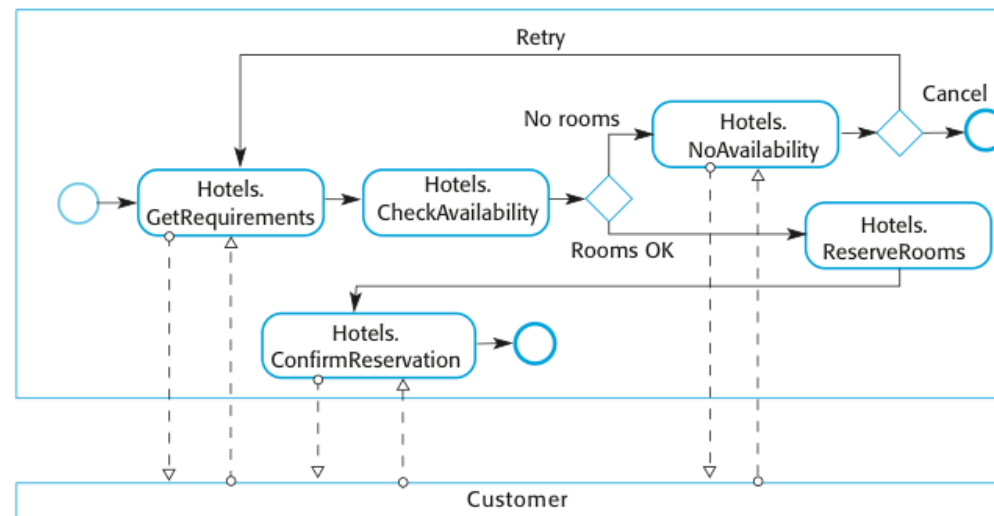 Retry
Cancel
No rooms
Hotels.
NoAvailability
Hotels.
GetRequirements
Hotels.
CheckAvailability
Rooms OK
Hotels.
ReserveRooms
Hotels.
ConfirmReservation
Customer